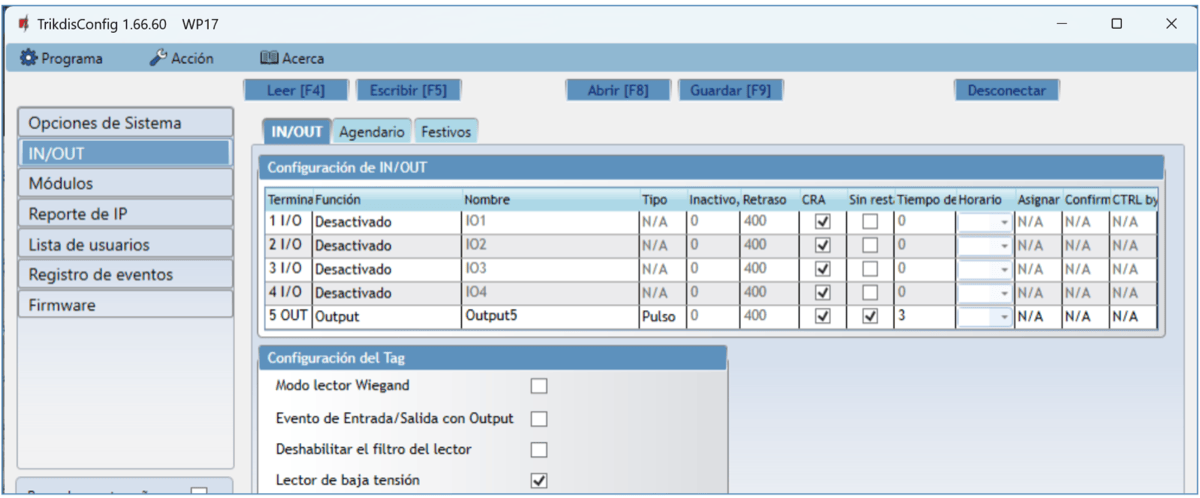 TrikdisConfig 1.66.60 WP17
Programa Acción Acerca
Leer [F4] Escribir [F5] Abrir [F8] Guardar [F9] Desconectar
Opciones de Sistema
IN/OUT
Módulos
Reporte de IP
Lista de usuarios
Registro de eventos
Firmware
IN/OUT Agendario Festivos
Configuración de IN/OUT
Termina Función Nombre Tipo Inactivo, Retraso CRA Sin rest Tiempo de Horario Asignar Confirm CTRL by
1 I/O Desactivado IO1 N/A 0 400 0 N/A N/A N/A
2 I/O Desactivado IO2 N/A 0 400 0 N/A N/A N/A
3 I/O Desactivado IO3 N/A 0 400 0 N/A N/A N/A
4 I/O Desactivado IO4 N/A 0 400 0 N/A N/A N/A
5 OUT Output Output5 Pulso 0 400 3 N/A N/A N/A
Configuración del Tag
Modo lector Wiegand
Evento de Entrada/Salida con Output
Deshabilitar el filtro del lector
Lector de baja tensión